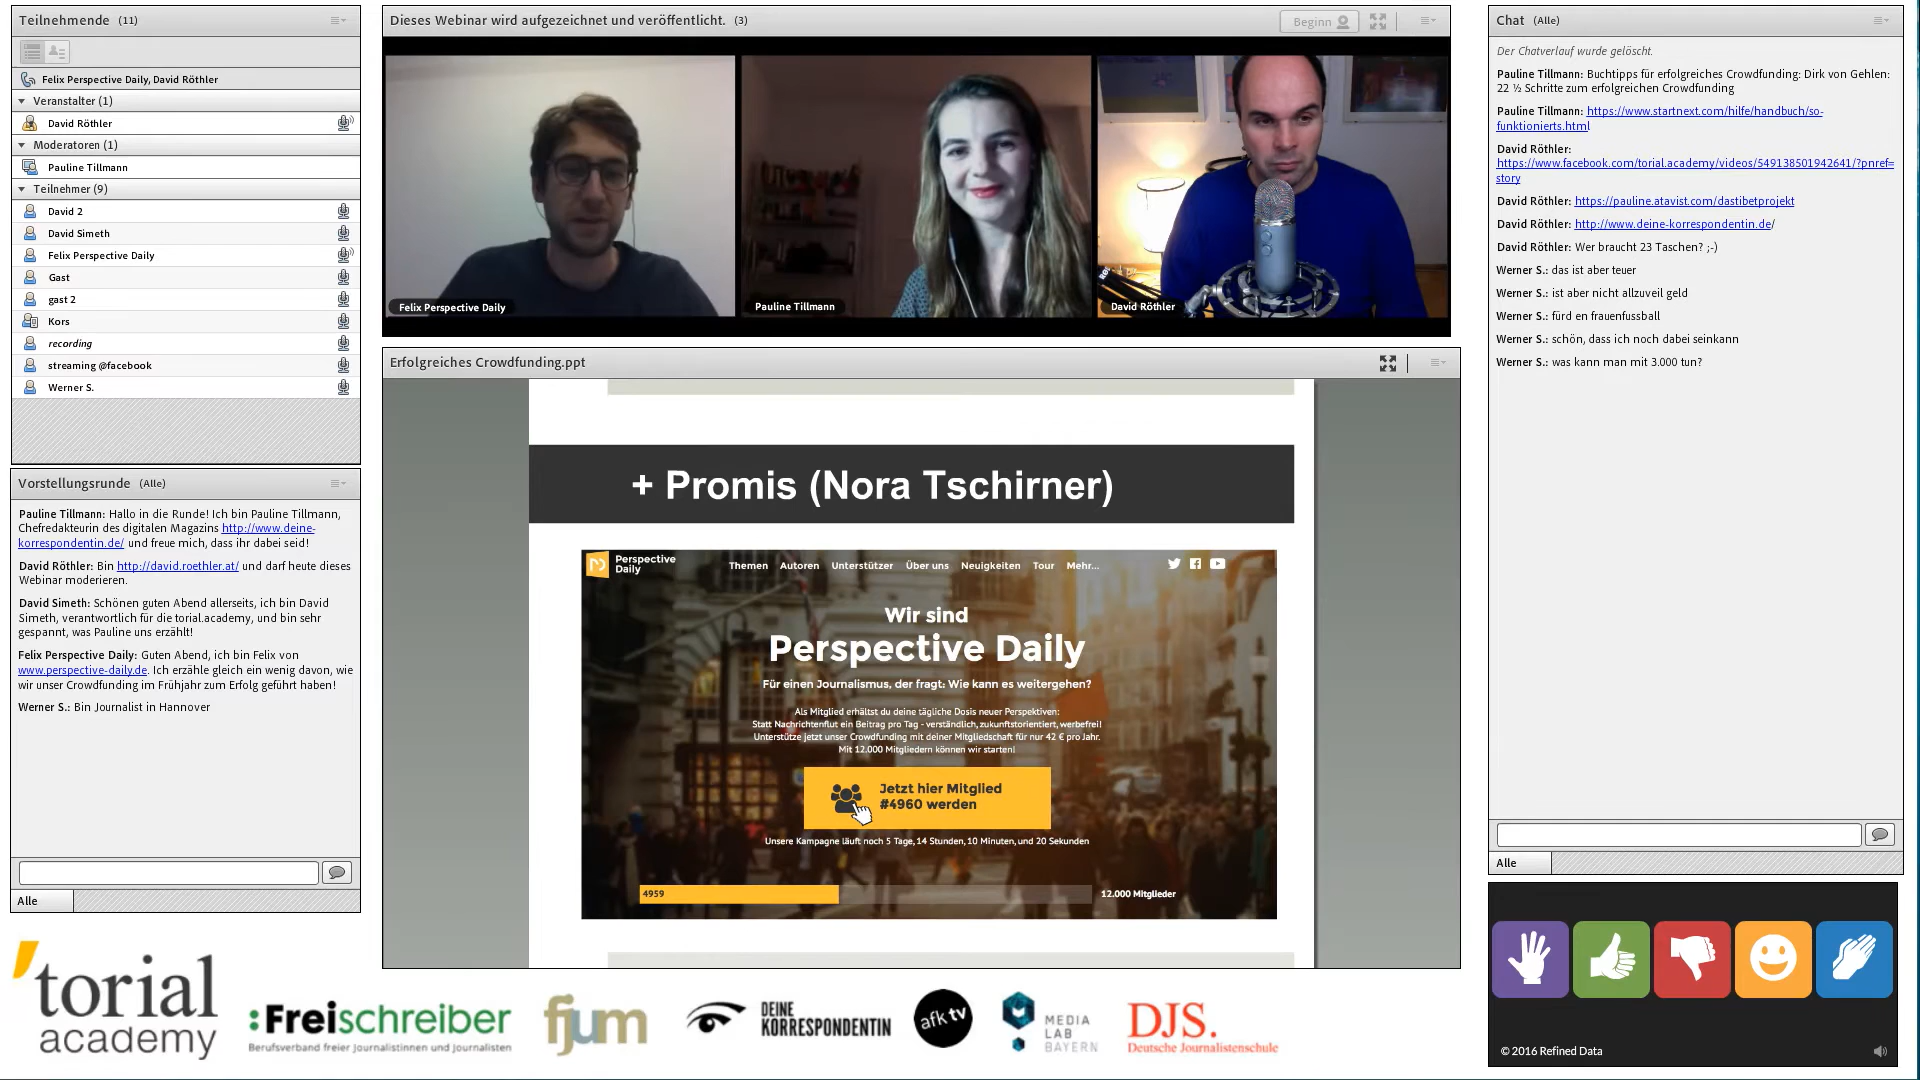 Teilnehmende (11)
Felix Perspective Daily, David Röthler
Veranstalter (1)
David Röthler
Moderatoren (1)
Pauline Tillmann
Teilnehmer (9)
David 2
David Simeth
Felix Perspective Daily
Gast
gast 2
Kors
recording
streaming @facebook
Werner S.
Vorstellungsrunde (Alle)
Pauline Tillmann: Hallo in die Runde! Ich bin Pauline Tillmann,
Chefredakteurin des digitalen Magazins http://www.deine-
korrespondentin.de/ und freue mich, dass ihr dabei seid!
David Röthler: Bin http://david.roethler.at/ und darf heute dieses
Webinar moderieren.
David Simeth: Schönen guten Abend allerseits, ich bin David
Simeth, verantwortlich für die torial.academy, und bin sehr
gespannt, was Pauline uns erzählt!
Felix Perspective Daily: Guten Abend, ich bin Felix von
www.perspective-daily.de. Ich erzähle gleich ein wenig davon, wie
wir unser Crowdfunding im Frühjahr zum Erfolg geführt haben!
Werner S.: Bin Journalist in Hannover
Alle
Dieses Webinar wird aufgezeichnet und veröffentlicht. (3)
Beginn
Felix Perspective Daily
Pauline Tillmann
David Röthler
Erfolgreiches Crowdfunding.ppt
+ Promis (Nora Tschirner)
Perspective
Daily
Themen Autoren Unterstützer Über uns Neuigkeiten Tour Mehr...
Wir sind
Perspective Daily
Für einen Journalismus, der fragt: Wie kann es weitergehen?
Als Mitglied erhältst du deine tägliche Dosis neuer Perspektiven:
Statt Nachrichtenflut ein Beitrag pro Tag - verständlich, zukunftsorientiert, werbefrei!
Unterstütze jetzt unser Crowdfunding mit deiner Mitgliedschaft für nur 42 € pro Jahr.
Mit 12.000 Mitgliedern können wir starten!
Jetzt hier Mitglied
#4960 werden
Unsere Kampagne läuft noch 5 Tage, 14 Stunden, 10 Minuten, und 20 Sekunden
4959
12.000 Mitglieder
Chat (Alle)
Der Chatverlauf wurde gelöscht.
Pauline Tillmann: Buchtipps für erfolgreiches Crowdfunding: Dirk von Gehlen:
22 ½ Schritte zum erfolgreichen Crowdfunding
Pauline Tillmann: https://www.startnext.com/hilfe/handbuch/so-
funktionierts.html
David Röthler:
https://www.facebook.com/torial.academy/videos/549138501942641/?pnref=
story
David Röthler: https://pauline.atavist.com/dastibetprojekt
David Röthler: http://www.deine-korrespondentin.de/
David Röthler: Wer braucht 23 Taschen? ;-)
Werner S.: das ist aber teuer
Werner S.: ist aber nicht allzuveil geld
Werner S.: fürd en frauenfussball
Werner S.: schön, dass ich noch dabei seinkann
Werner S.: was kann man mit 3.000 tun?
Alle
© 2016 Refined Data
'torial
academy
:Freischreiber
Berufsverband freier Journalistinnen und Journalisten
fjum
DEINE
KORRESPONDENTIN
afk tv
MEDIA
LAB
BAYERN
DJS.
Deutsche Journalistenschule